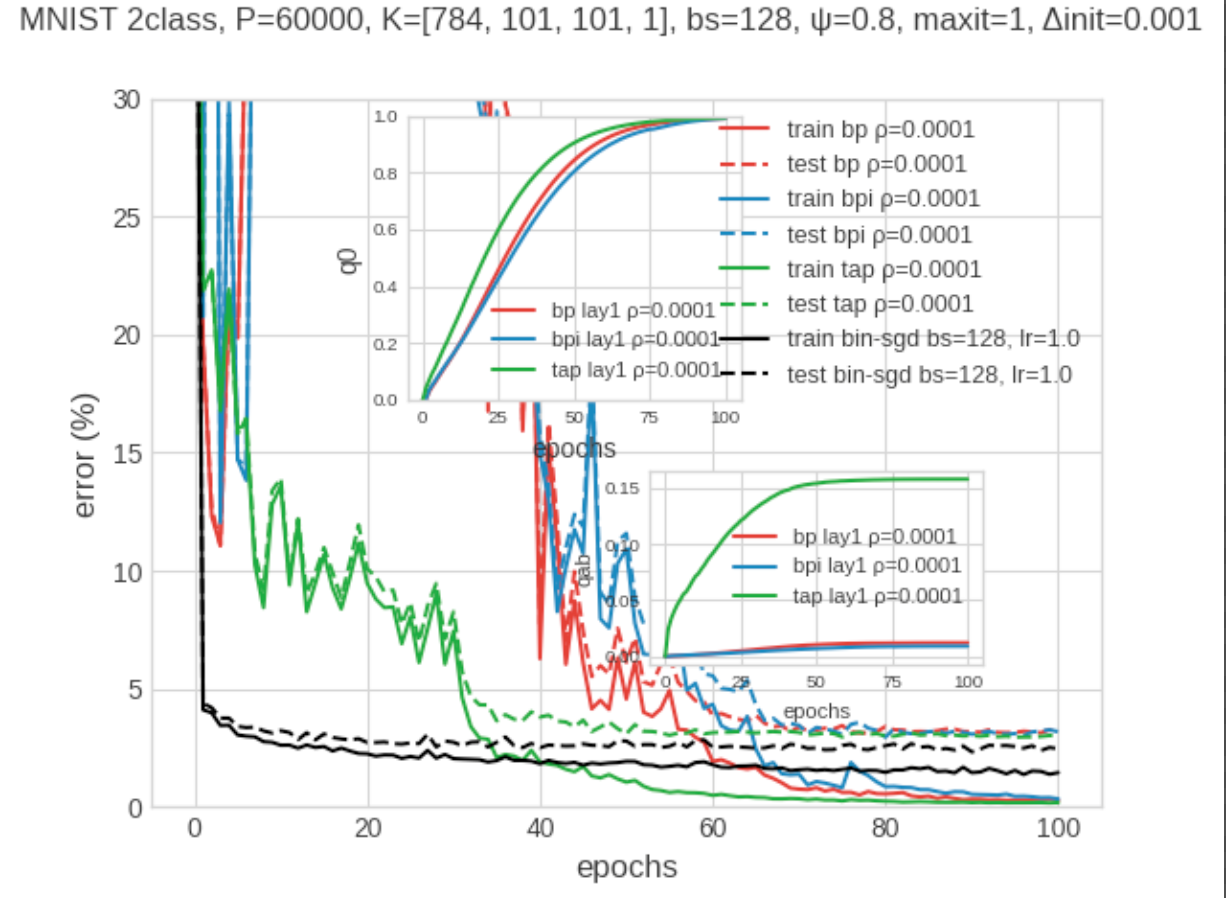 MNIST 2class, P=60000, K=[784, 101, 101, 1], bs=128, ψ=0.8, maxit=1, Δinit=0.001
error (%)
30
25
20
15
10
5
0
0 20 40 60 80 100
epochs
train bp ρ=0.0001
test bp ρ=0.0001
train bpi ρ=0.0001
test bpi ρ=0.0001
train tap ρ=0.0001
test tap ρ=0.0001
train bin-sgd bs=128, lr=1.0
test bin-sgd bs=128, lr=1.0
q0
1.0
0.8
0.6
0.4
0.2
0.0
bp lay1 ρ=0.0001
bpi lay1 ρ=0.0001
tap lay1 ρ=0.0001
0 25 50 75 100
epochs
qab
0.15
0.10
0.05
0.00
bp lay1 ρ=0.0001
bpi lay1 ρ=0.0001
tap lay1 ρ=0.0001
0 25 50 75 100
epochs